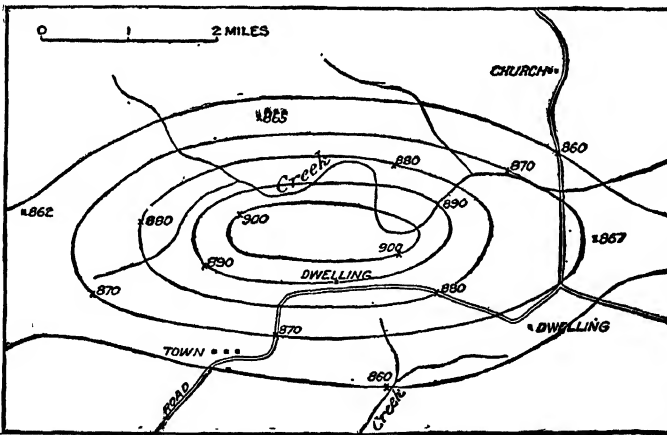 0 1 2 MILES
CHURCH
865
860
880
870
Creek
862
880
900
890
867
900
890
DWELLING
870
880
870
DWELLING
TOWN
860
ROAD
Creek